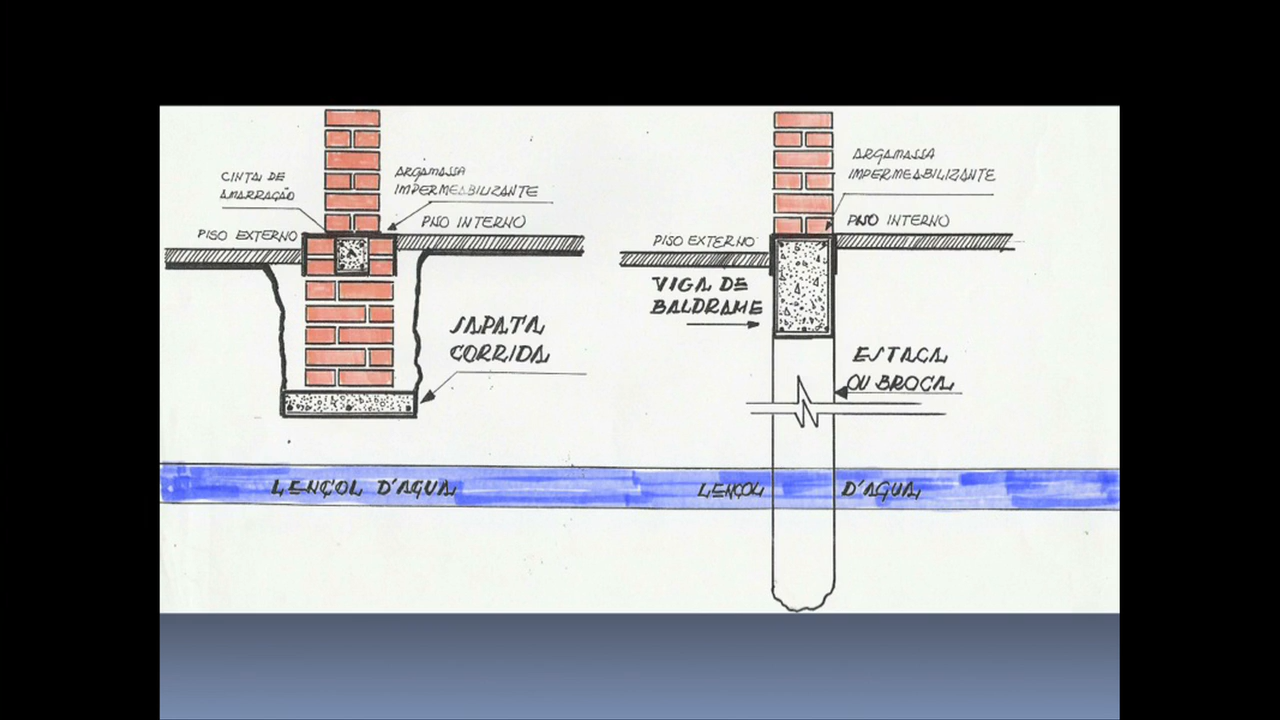 CINTA DE
AMARRAÇÃO
ARGAMASSA
IMPERMEABILIZANTE
PISO EXTERNO
PISO INTERNO
SAPATA
CORRIDA
LENÇOL D'AGUA
ARGAMASSA
IMPERMEABILIZANTE
PISO EXTERNO
PISO INTERNO
VIGA DE
BALDRAME
ESTACA
OU BROCA
LENÇOL D'AGUA